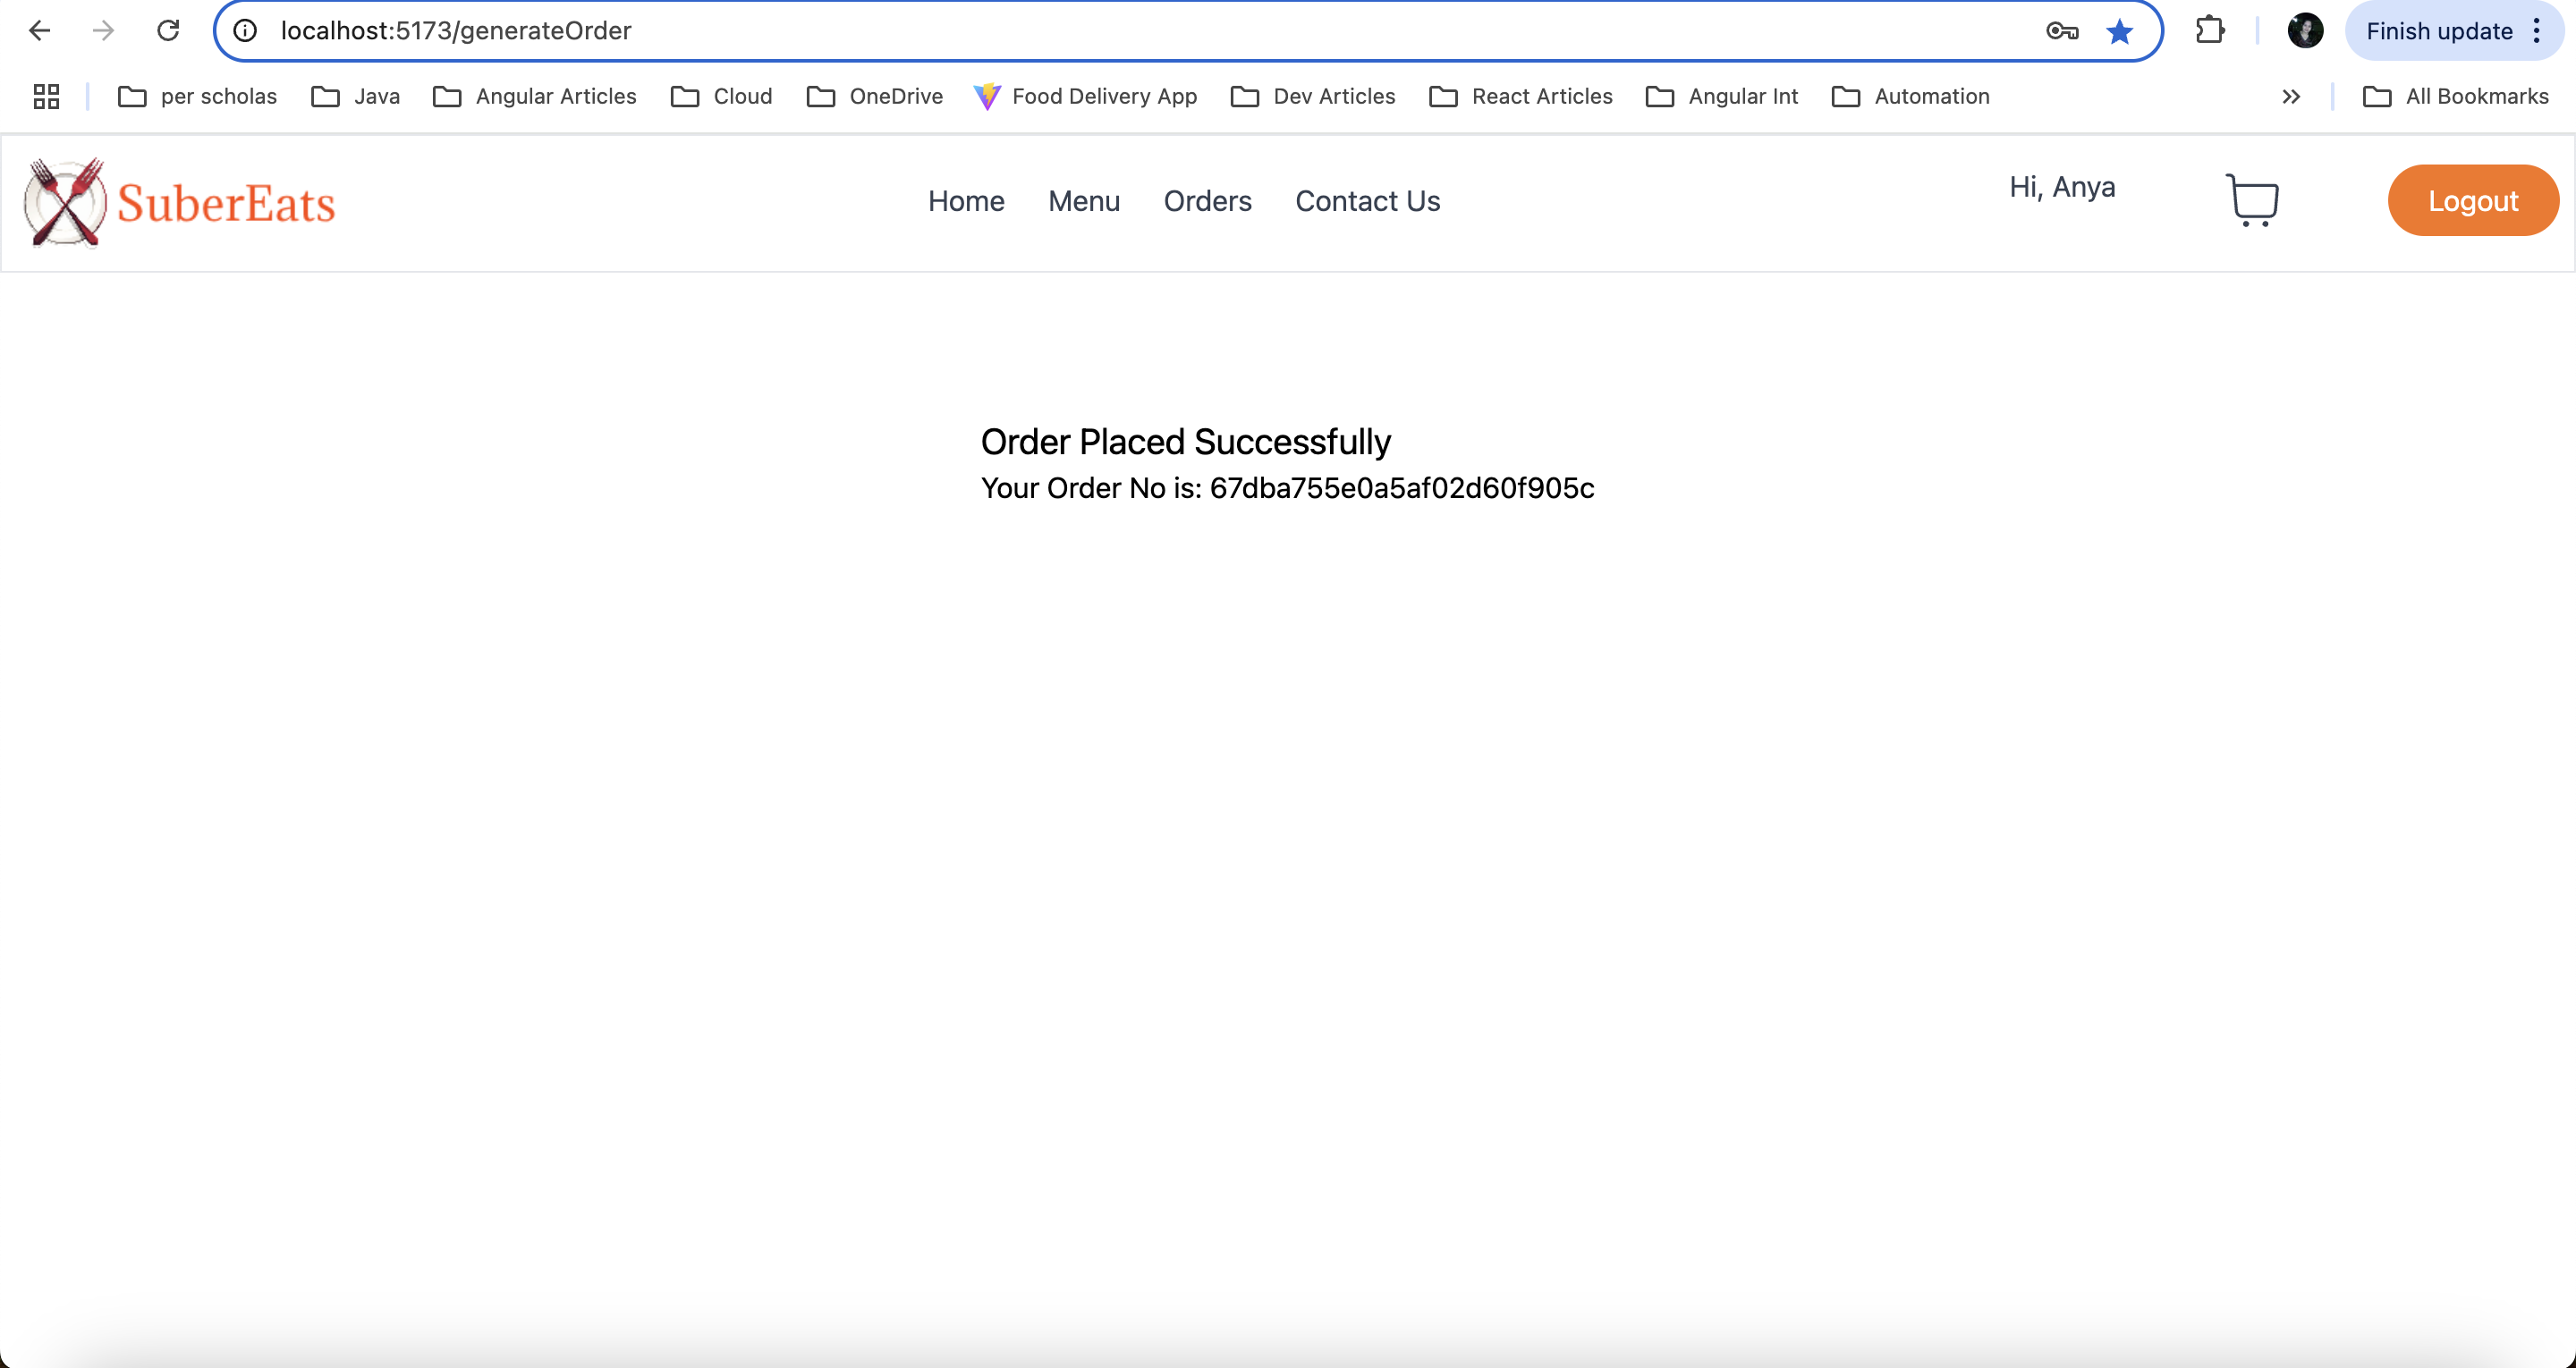 localhost:5173/generateOrder
Finish update
per scholas
Java
Angular Articles
Cloud
OneDrive
Food Delivery App
Dev Articles
React Articles
Angular Int
Automation
All Bookmarks
SuberEats
Home
Menu
Orders
Contact Us
Hi, Anya
Logout
Order Placed Successfully
Your Order No is: 67dba755e0a5af02d60f905c